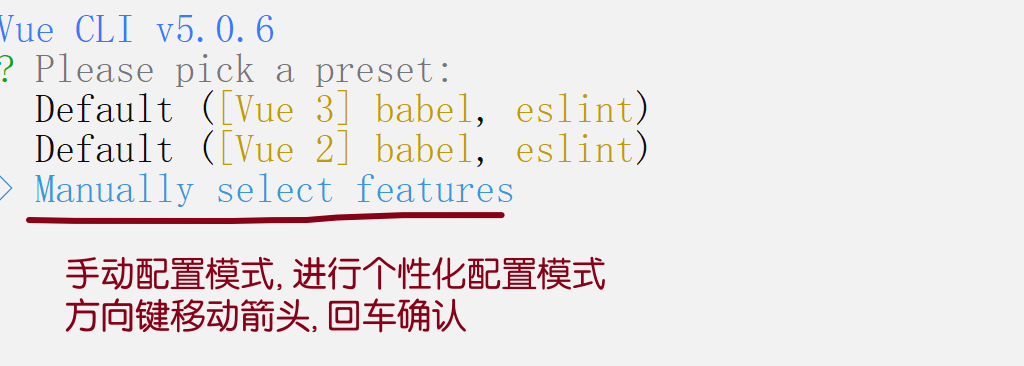 Vue CLI v5.0.6
? Please pick a preset:
Default ([Vue 3] babel, eslint)
Default ([Vue 2] babel, eslint)
> Manually select features
手动配置模式, 进行个性化配置模式
方向键移动箭头, 回车确认